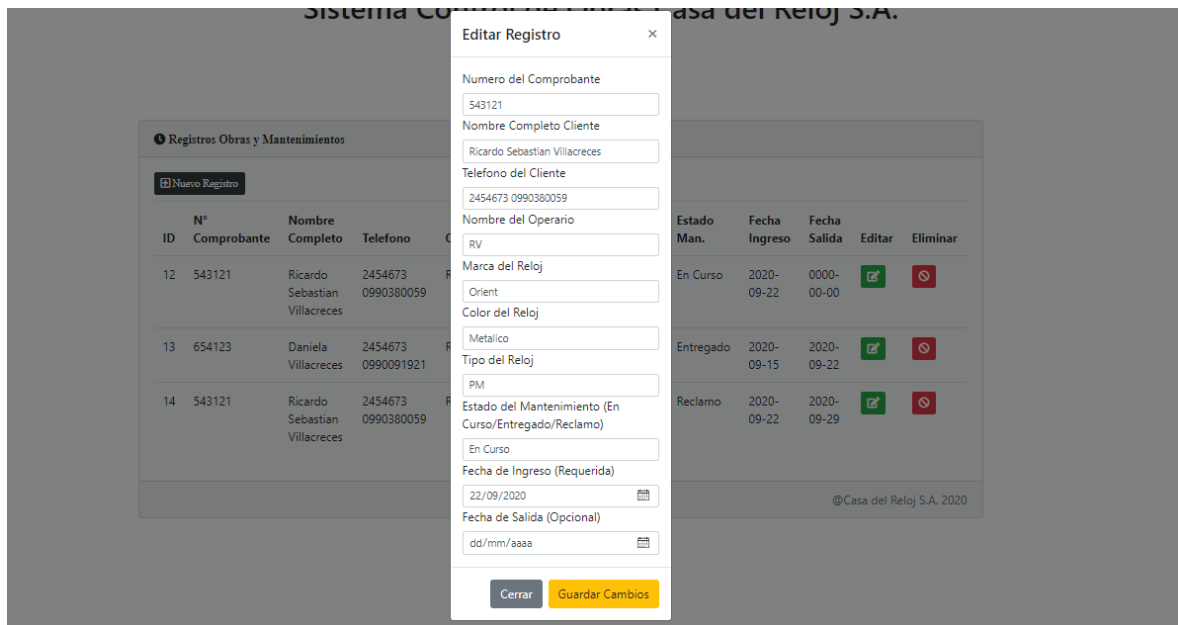 Sistema Control de Obras Casa del Reloj S.A.
Editar Registro ×
Numero del Comprobante
543121
Nombre Completo Cliente
Ricardo Sebastian Villacreces
Telefono del Cliente
2454673 0990380059
Nombre del Operario
RV
Marca del Reloj
Orient
Color del Reloj
Metalico
Tipo del Reloj
PM
Estado del Mantenimiento (En
Curso/Entregado/Reclamo)
En Curso
Fecha de Ingreso (Requerida)
22/09/2020
Fecha de Salida (Opcional)
dd/mm/aaaa
Cerrar Guardar Cambios
Registros Obras y Mantenimientos
Nuevo Registro
N° Nombre Estado Fecha Fecha
ID Comprobante Completo Telefono Man. Ingreso Salida Editar Eliminar
12 543121 Ricardo 2454673 En Curso 2020- 0000-
Sebastian 0990380059 09-22 00-00
Villacreces
13 654123 Daniela 2454673 Entregado 2020- 2020-
Villacreces 0990091921 09-15 09-22
14 543121 Ricardo 2454673 Reclamo 2020- 2020-
Sebastian 0990380059 09-22 09-29
Villacreces
@Casa del Reloj S.A. 2020